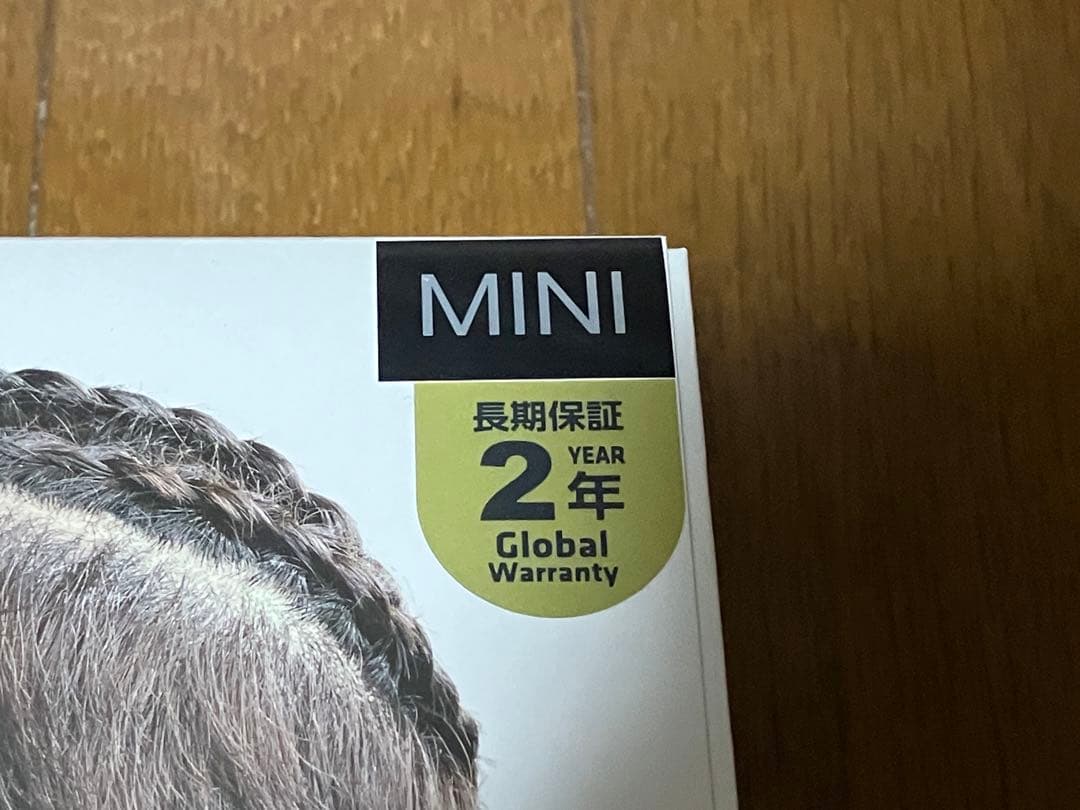 MINI
長期保証
2 YEAR
年
Global
Warranty